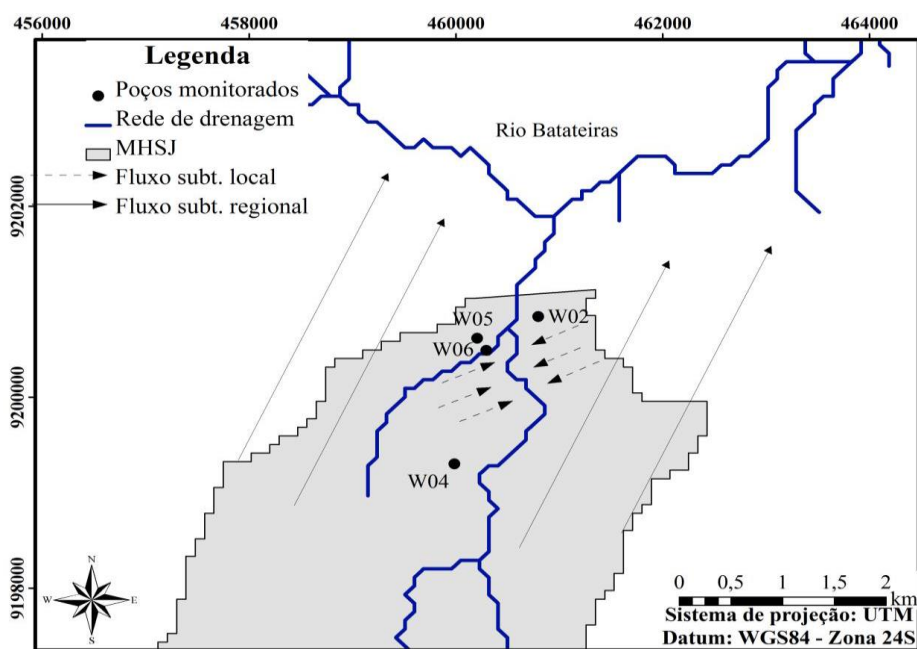 456000 458000 460000 462000 464000
Legenda
Poços monitorados
Rede de drenagem
MHSJ
Fluxo subt. local
Fluxo subt. regional
Rio Batateiras
9202000
W05
W02
W06
9200000
W04
9198000
N
W E
S
0 0,5 1 1,5 2
km
Sistema de projeção: UTM
Datum: WGS84 - Zona 24S